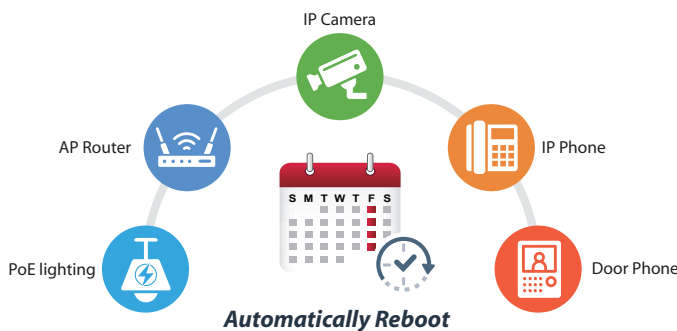 IP Camera
AP Router
IP Phone
S M T W T F S
PoE lighting
Door Phone
Automatically Reboot